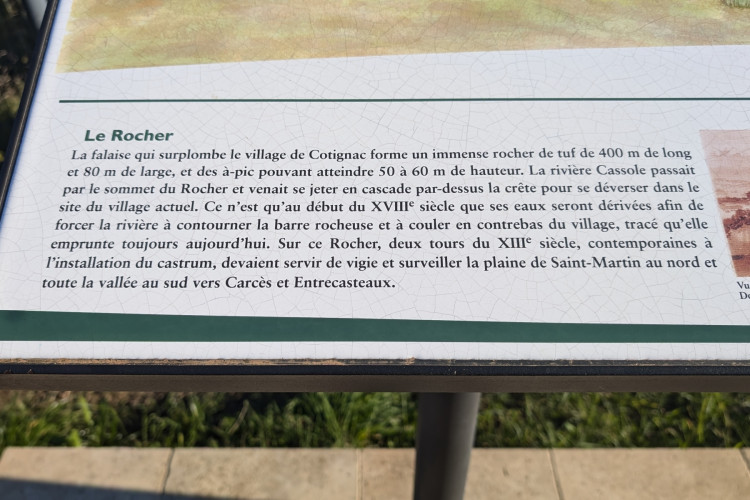 Le Rocher
La falaise qui surplombe le village de Cotignac forme un immense rocher de tuf de 400 m de long
et 80 m de large, et des à-pic pouvant atteindre 50 à 60 m de hauteur. La rivière Cassole passait
par le sommet du Rocher et venait se jeter en cascade par-dessus la crête pour se déverser dans le
site du village actuel. Ce n'est qu'au début du XVIIIe siècle que ses eaux seront dérivées afin de
forcer la rivière à contourner la barre rocheuse et à couler en contrebas du village, tracé qu'elle
emprunte toujours aujourd'hui. Sur ce Rocher, deux tours du XIIIe siècle, contemporaines à
l'installation du castrum, devaient servir de vigie et surveiller la plaine de Saint-Martin au nord et
toute la vallée au sud vers Carcès et Entrecasteaux.